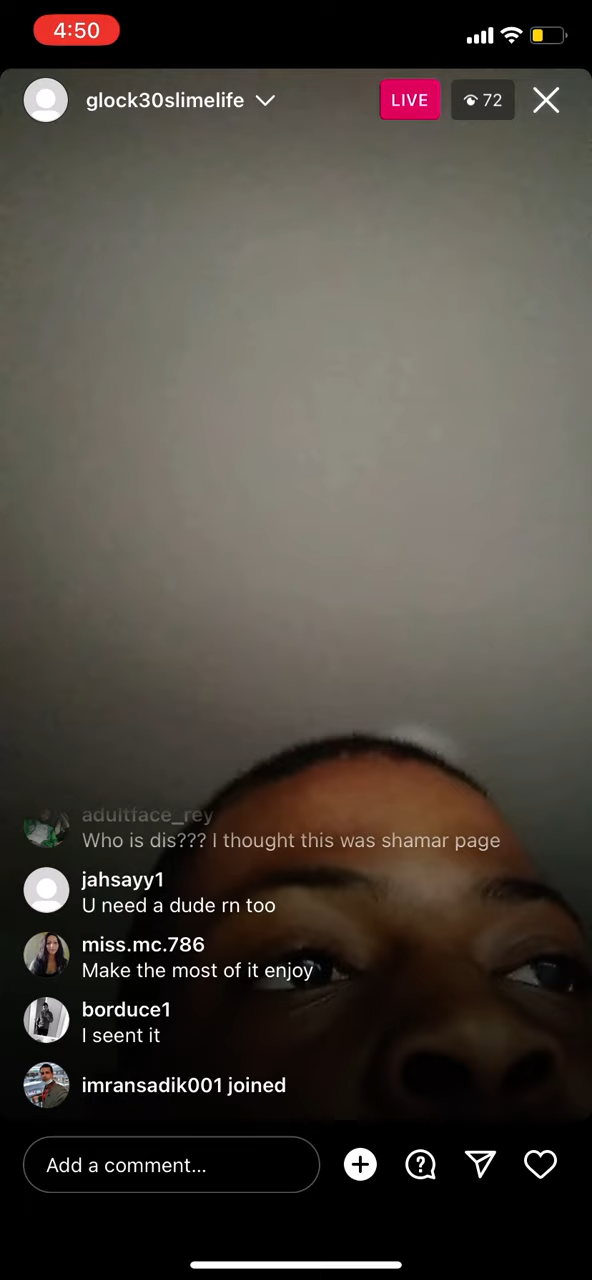 4:50
glock30slimelife
LIVE
72
adultface_rey
Who is dis??? I thought this was shamar page
jahsayy1
U need a dude rn too
miss.mc.786
Make the most of it enjoy
borduce1
I seent it
imransadik001 joined
Add a comment...